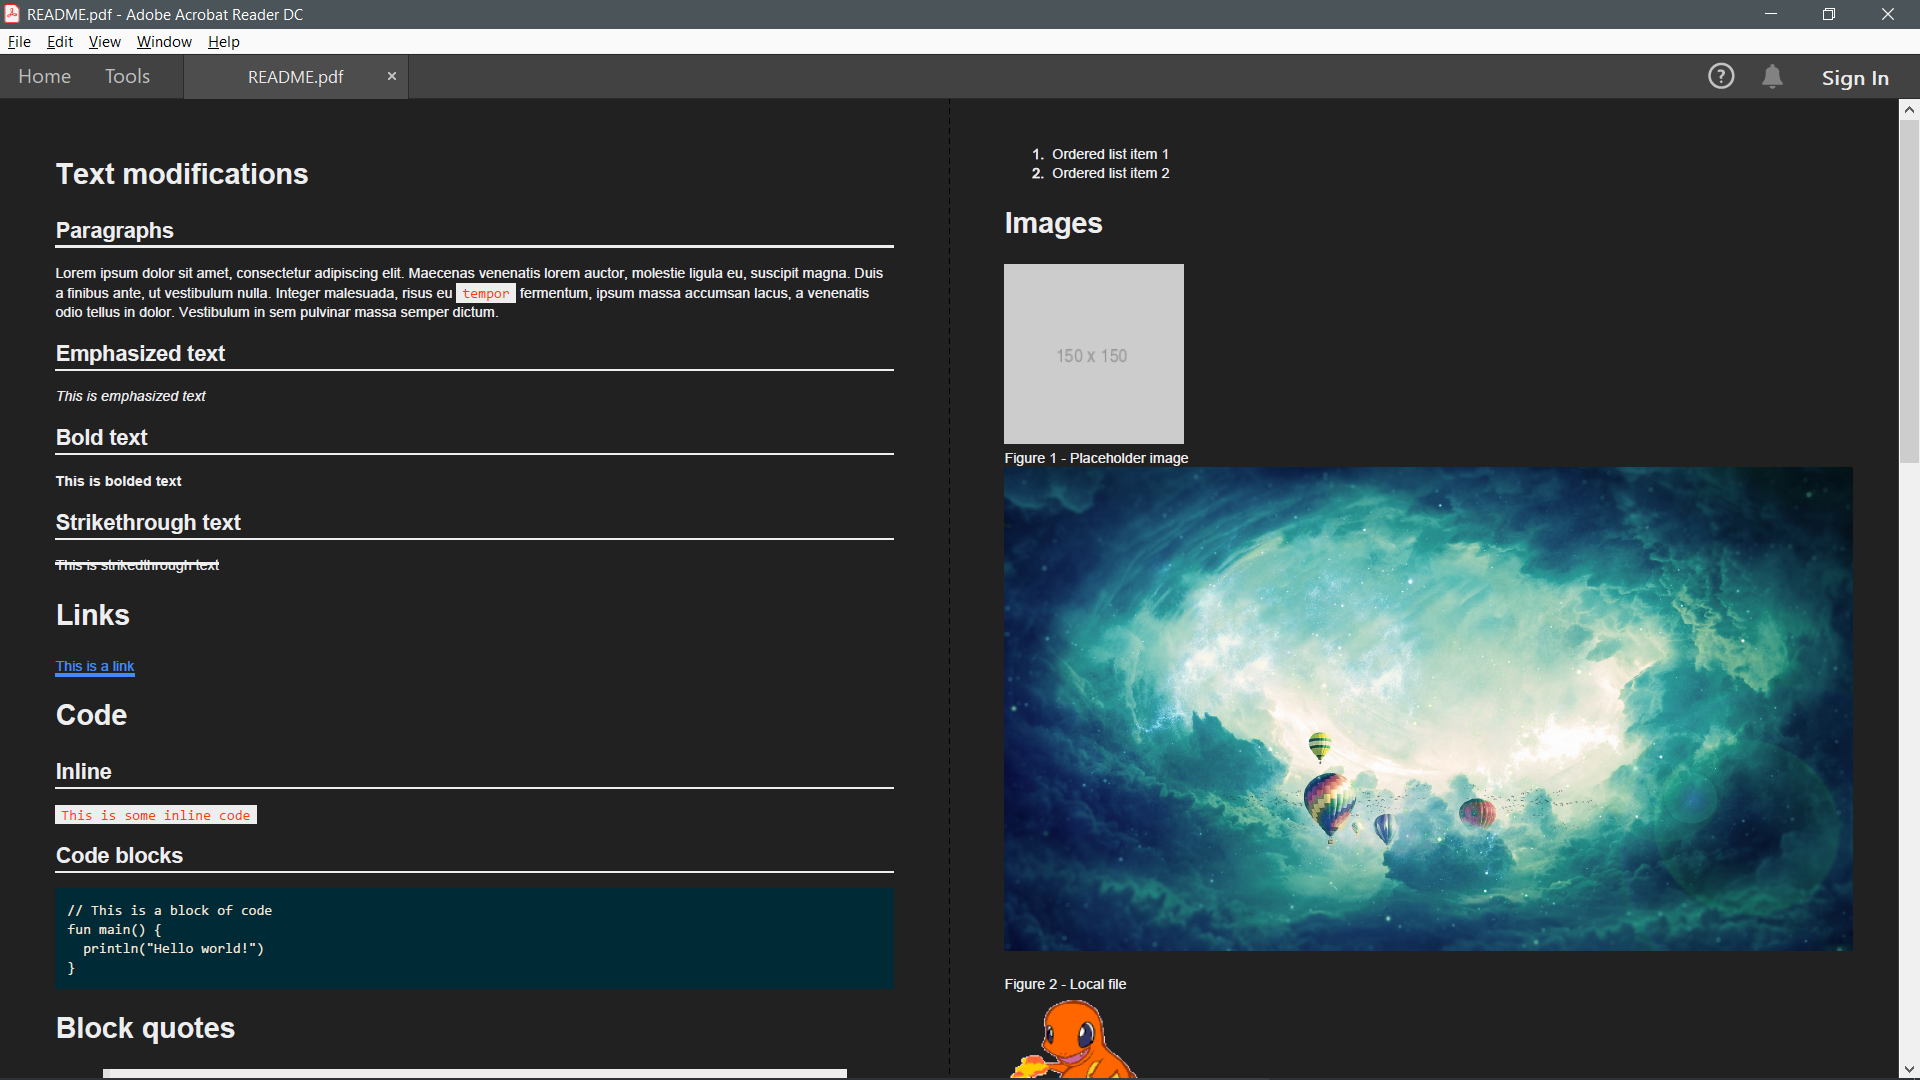 README.pdf - Adobe Acrobat Reader DC
File Edit View Window Help
Home Tools README.pdf × ? Sign In
Text modifications
Paragraphs
Lorem ipsum dolor sit amet, consectetur adipiscing elit. Maecenas venenatis lorem auctor, molestie ligula eu, suscipit magna. Duis
a finibus ante, ut vestibulum nulla. Integer malesuada, risus eu tempor fermentum, ipsum massa accumsan lacus, a venenatis
odio tellus in dolor. Vestibulum in sem pulvinar massa semper dictum.
Emphasized text
This is emphasized text
Bold text
This is bolded text
Strikethrough text
This is strikedthrough text
Links
This is a link
Code
Inline
This is some inline code
Code blocks
// This is a block of code
fun main() {
  println("Hello world!")
}
Block quotes
1. Ordered list item 1
2. Ordered list item 2
Images
150 x 150
Figure 1 - Placeholder image
Figure 2 - Local file